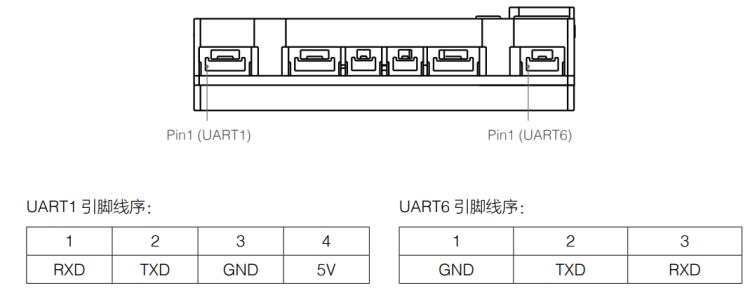 Pin1 (UART1)
Pin1 (UART6)
UART1 引脚线序：
1 2 3 4
RXD TXD GND 5V
UART6 引脚线序：
1 2 3
GND TXD RXD